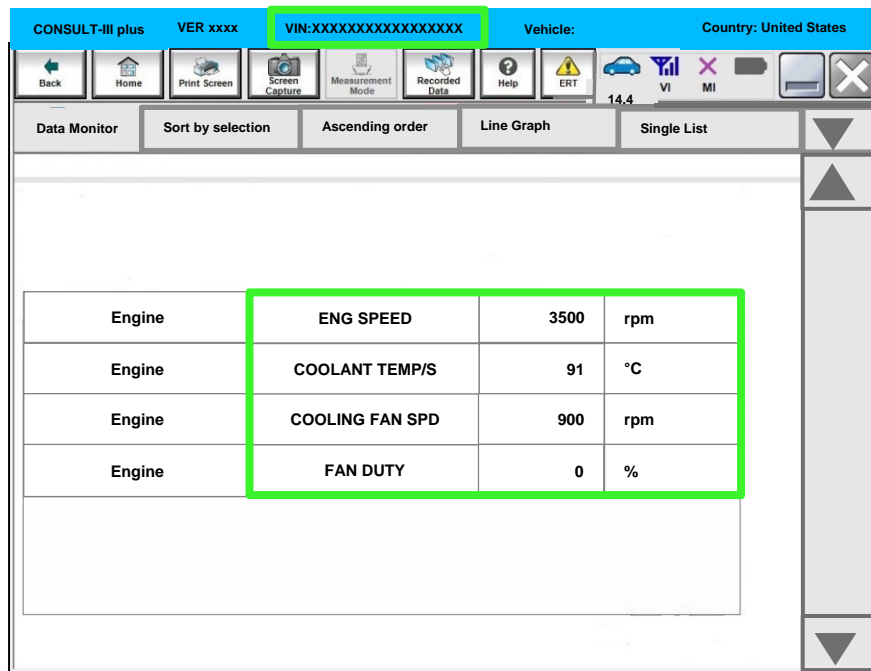 CONSULT-III plus VER xxxx VIN:XXXXXXXXXXXXXXXXX Vehicle: Country: United States
Back Home Print Screen Screen Capture Measurement Mode Recorded Data Help ERT 14.4 VI MI
Data Monitor Sort by selection Ascending order Line Graph Single List
Engine ENG SPEED 3500 rpm
Engine COOLANT TEMP/S 91 °C
Engine COOLING FAN SPD 900 rpm
Engine FAN DUTY 0 %